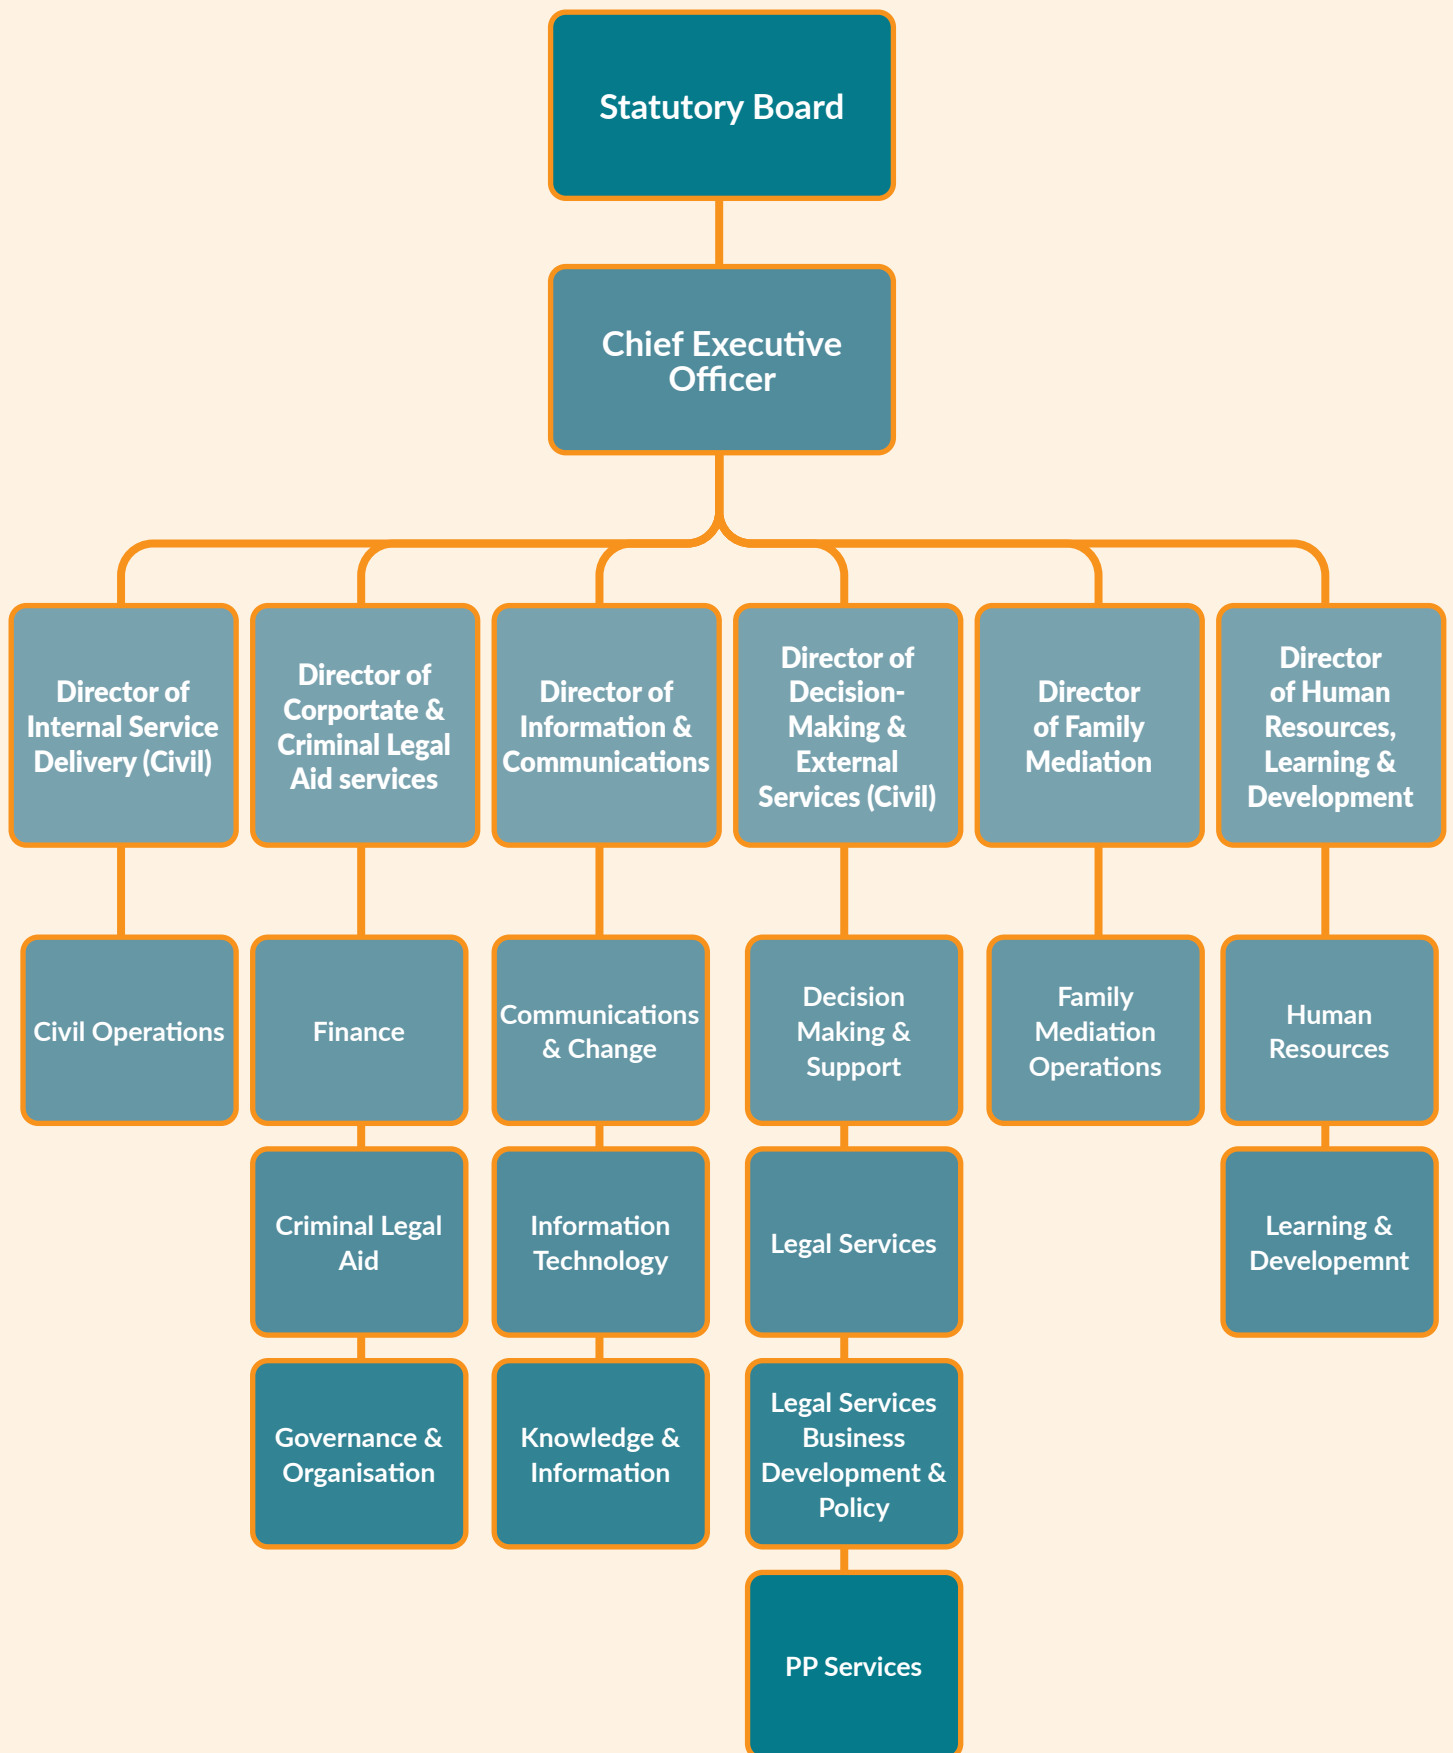 Statutory Board
Chief Executive
Officer
Director of
Internal Service
Delivery (Civil)
Director of
Corportate &
Criminal Legal
Aid services
Director of
Information &
Communications
Director of
Decision-
Making &
External
Services (Civil)
Director
of Family
Mediation
Director
of Human
Resources,
Learning &
Development
Civil Operations
Finance
Communications
& Change
Decision
Making &
Support
Family
Mediation
Operations
Human
Resources
Criminal Legal
Aid
Information
Technology
Legal Services
Learning &
Developemnt
Governance &
Organisation
Knowledge &
Information
Legal Services
Business
Development &
Policy
PP Services